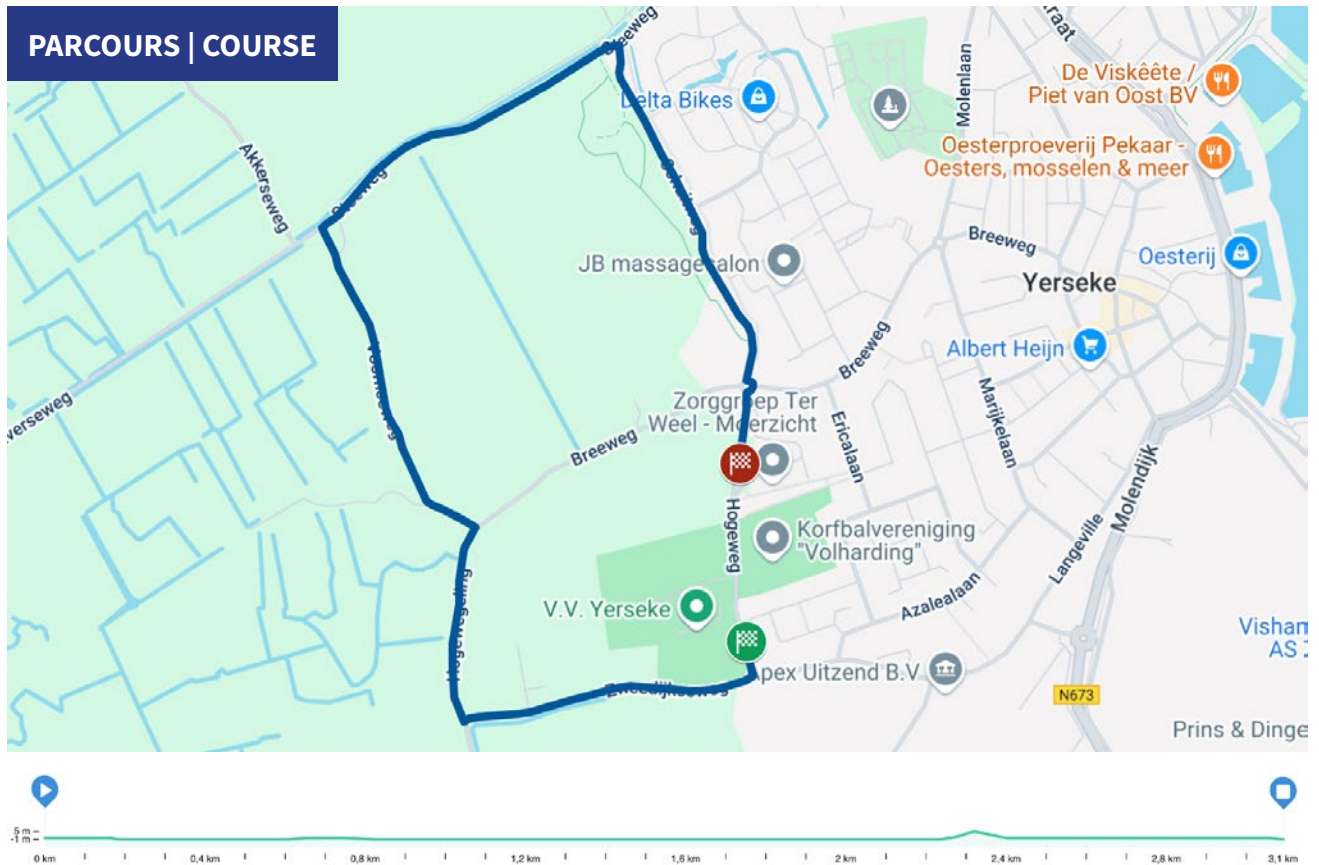 PARCOURS | COURSE
De Viskêête /
Piet van Oost BV
Delta Bikes
Molenlaan
Oesterproeverij Pekaar -
Oesters, mosselen & meer
Akkerseweg
Breeweg
Oesterij
JB massagesalon
Yerseke
Breeweg
Albert Heijn
Zorggroep Ter
Weel - Moerzicht
Marijkelaan
Ericalaan
Breeweg
Molendijk
Hogeweg
Korfbalvereniging
"Volharding"
Langeville
V.V. Yerseke
Azalealaan
Apex Uitzend B.V
N673
Prins & Dinge
5 m
-1 m
0 km
0,4 km
0,8 km
1,2 km
1,6 km
2 km
2,4 km
2,8 km
3,1 km